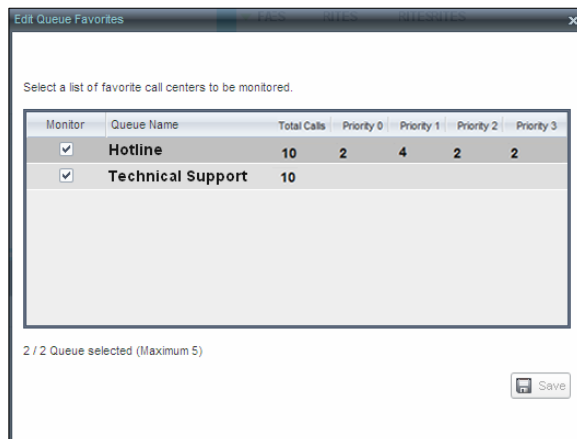 Edit Queue Favorites
RITES RITESRITES
Select a list of favorite call centers to be monitored.
Monitor Queue Name Total Calls Priority 0 Priority 1 Priority 2 Priority 3
Hotline 10 2 4 2 2
Technical Support 10
2 / 2 Queue selected (Maximum 5)
Save